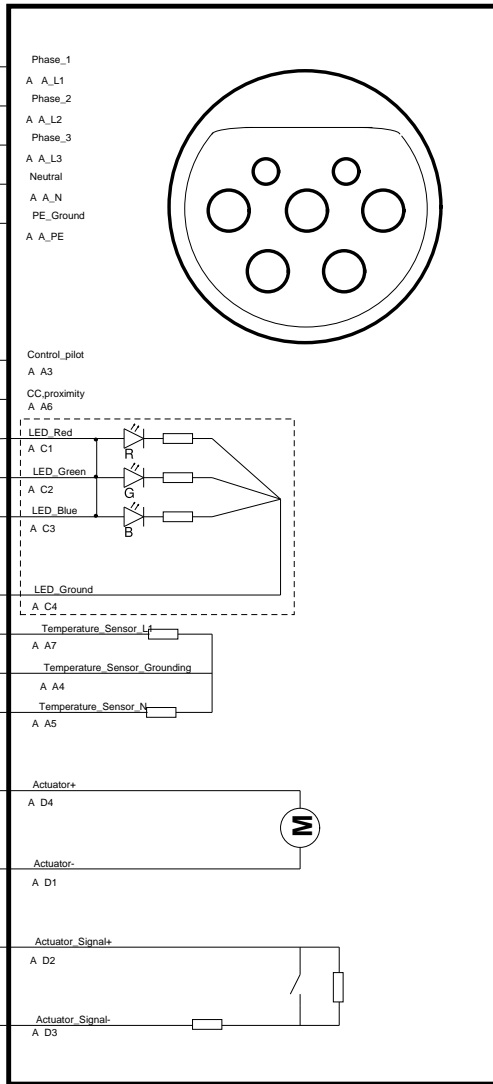 Phase_1
A A_L1
Phase_2
A A_L2
Phase_3
A A_L3
Neutral
A A_N
PE_Ground
A A_PE
Control_pilot
A A3
CC,proximity
A A6
LED_Red
A C1
R
LED_Green
A C2
G
LED_Blue
A C3
B
LED_Ground
A C4
Temperature_Sensor_L1
A A7
Temperature_Sensor_Grounding
A A4
Temperature_Sensor_N
A A5
Actuator+
A D4
M
Actuator-
A D1
Actuator_Signal+
A D2
Actuator_Signal-
A D3